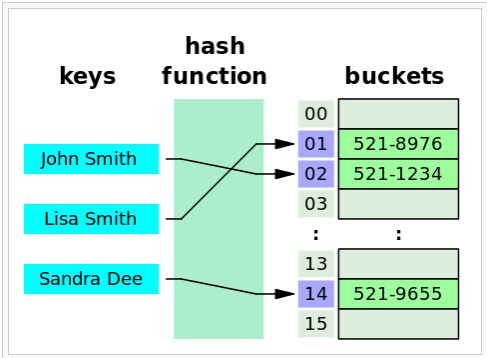 keys
hash
function
buckets
John Smith
Lisa Smith
Sandra Dee
00
01 521-8976
02 521-1234
03
: :
13
14 521-9655
15